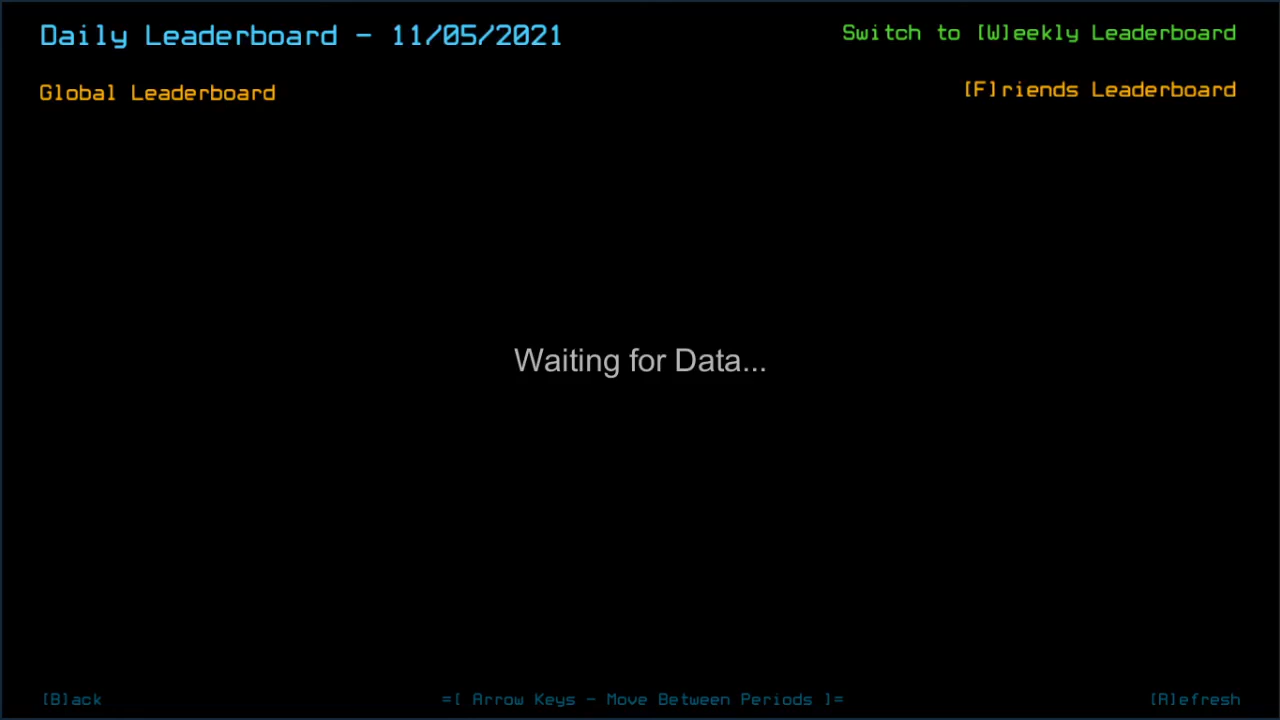 Daily Leaderboard - 11/05/2021
Switch to [W]eekly Leaderboard
Global Leaderboard
[F]riends Leaderboard
Waiting for Data...
[B]ack
=[ Arrow Keys - Move Between Periods ]=
[R]efresh